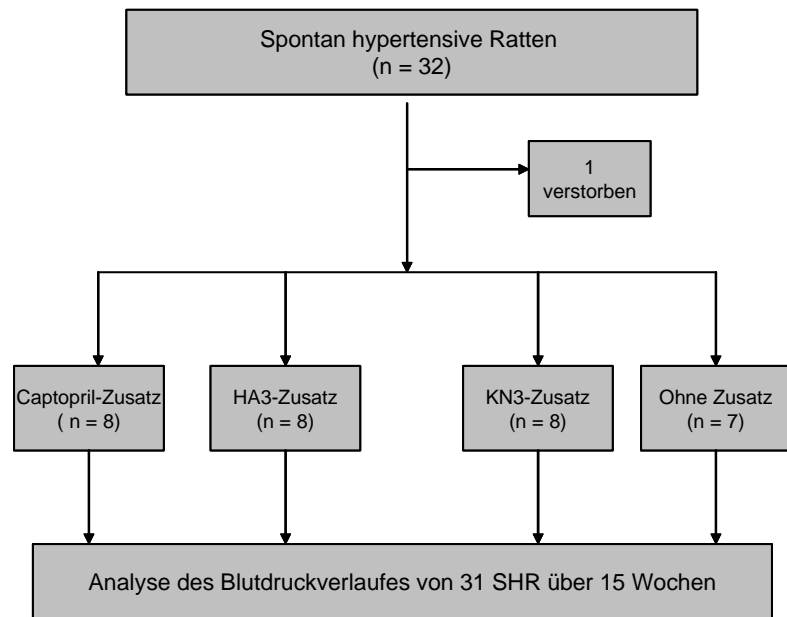 Spontan hypertensive Ratten
(n = 32)
1
verstorben
Captopril-Zusatz
( n = 8)
HA3-Zusatz
(n = 8)
KN3-Zusatz
(n = 8)
Ohne Zusatz
(n = 7)
Analyse des Blutdruckverlaufes von 31 SHR über 15 Wochen